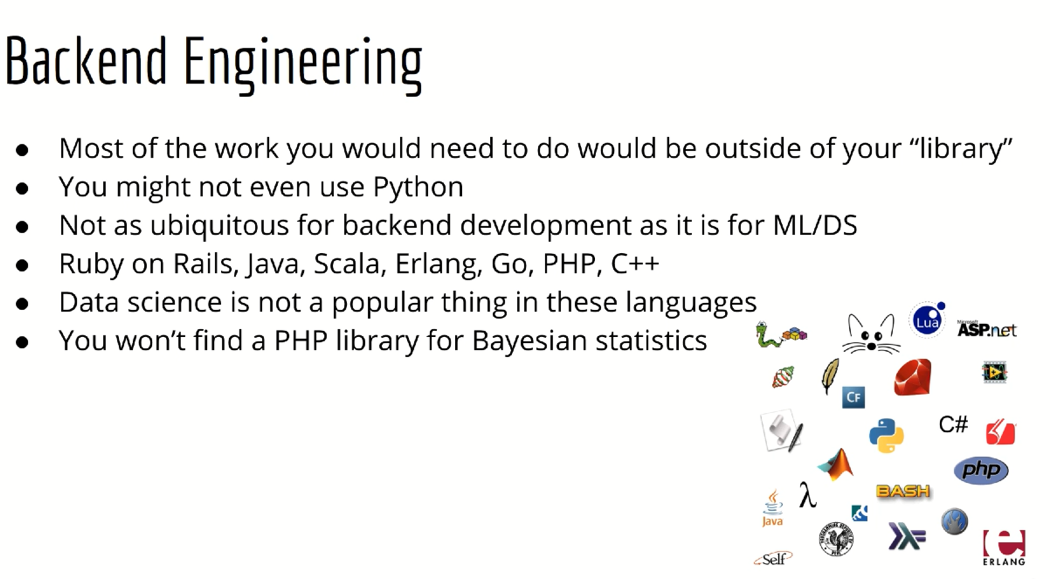 Backend Engineering
● Most of the work you would need to do would be outside of your “library”
● You might not even use Python
● Not as ubiquitous for backend development as it is for ML/DS
● Ruby on Rails, Java, Scala, Erlang, Go, PHP, C++
● Data science is not a popular thing in these languages
● You won’t find a PHP library for Bayesian statistics
Lua
Microsoft
ASP.net
CF
C#
php
BASH
λ
Java
Self
e
ERLANG